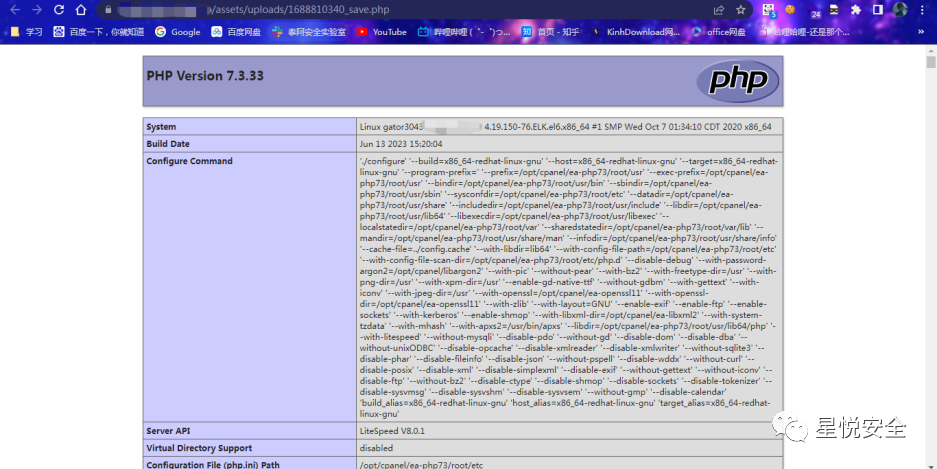 /assets/uploads/1688810340_save.php
学习 百度一下，你就知道 Google 百度网盘 泰阿安全实验室 YouTube 哔哩哔哩 (゜-゜)つ... 首页 - 知乎 KinhDownload网... office网盘 哈哩哈哩-还是那个... »
5 24
PHP Version 7.3.33
php
System Linux gator3043 4.19.150-76.ELK.el6.x86_64 #1 SMP Wed Oct 7 01:34:10 CDT 2020 x86_64
Build Date Jun 13 2023 15:20:04
Configure Command './configure' '--build=x86_64-redhat-linux-gnu' '--host=x86_64-redhat-linux-gnu' '--target=x86_64-redhat-
linux-gnu' '--program-prefix=' '--prefix=/opt/cpanel/ea-php73/root/usr' '--exec-prefix=/opt/cpanel/ea-
php73/root/usr' '--bindir=/opt/cpanel/ea-php73/root/usr/bin' '--sbindir=/opt/cpanel/ea-
php73/root/usr/sbin' '--sysconfdir=/opt/cpanel/ea-php73/root/etc' '--datadir=/opt/cpanel/ea-
php73/root/usr/share' '--includedir=/opt/cpanel/ea-php73/root/usr/include' '--libdir=/opt/cpanel/ea-
php73/root/usr/lib64' '--libexecdir=/opt/cpanel/ea-php73/root/usr/libexec' '--
localstatedir=/opt/cpanel/ea-php73/root/var' '--sharedstatedir=/opt/cpanel/ea-php73/root/var/lib' '--
mandir=/opt/cpanel/ea-php73/root/usr/share/man' '--infodir=/opt/cpanel/ea-php73/root/usr/share/info'
'--cache-file=../config.cache' '--with-libdir=lib64' '--with-config-file-path=/opt/cpanel/ea-php73/root/etc'
'--with-config-file-scan-dir=/opt/cpanel/ea-php73/root/etc/php.d' '--disable-debug' '--with-password-
argon2=/opt/cpanel/libargon2' '--with-pic' '--without-pear' '--with-bz2' '--with-freetype-dir=/usr' '--with-
png-dir=/usr' '--with-xpm-dir=/usr' '--enable-gd-native-ttf' '--without-gdbm' '--with-gettext' '--with-
iconv' '--with-jpeg-dir=/usr' '--with-openssl=/opt/cpanel/ea-openssl11' '--with-openssl-
dir=/opt/cpanel/ea-openssl11' '--with-zlib' '--with-layout=GNU' '--enable-exif' '--enable-ftp' '--enable-
sockets' '--with-kerberos' '--enable-shmop' '--with-libxml-dir=/opt/cpanel/ea-libxml2' '--with-system-
tzdata' '--with-mhash' '--with-apxs2=/usr/bin/apxs' '--libdir=/opt/cpanel/ea-php73/root/usr/lib64/php' '-
-with-litespeed' '--without-mysqli' '--disable-pdo' '--without-gd' '--disable-dom' '--disable-dba' '--
without-unixODBC' '--disable-opcache' '--disable-xmlreader' '--disable-xmlwriter' '--without-sqlite3' '--
disable-phar' '--disable-fileinfo' '--disable-json' '--without-pspell' '--disable-wddx' '--without-curl' '--
disable-posix' '--disable-xml' '--disable-simplexml' '--disable-exif' '--without-gettext' '--without-iconv' '--
disable-ftp' '--without-bz2' '--disable-ctype' '--disable-shmop' '--disable-sockets' '--disable-tokenizer' '--
disable-sysvmsg' '--disable-sysvshm' '--disable-sysvsem' '--without-gmp' '--disable-calendar'
'build_alias=x86_64-redhat-linux-gnu' 'host_alias=x86_64-redhat-linux-gnu' 'target_alias=x86_64-redhat-
linux-gnu'
Server API LiteSpeed V8.0.1
Virtual Directory Support disabled
Configuration File (php.ini) Path /opt/cpanel/ea-php73/root/etc
星悦安全